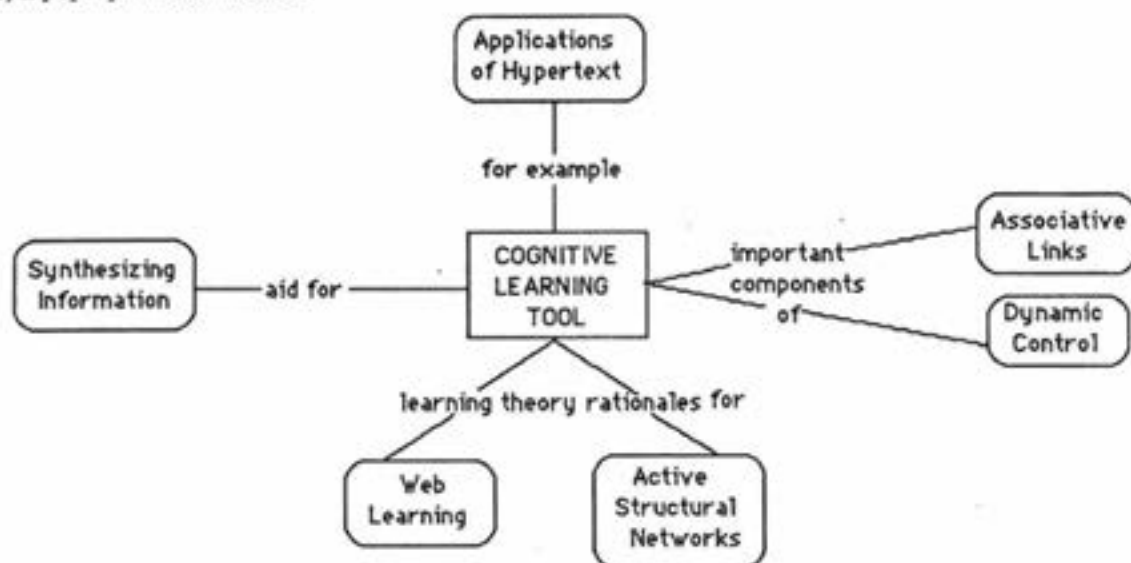 Applications
of Hypertext
for example
COGNITIVE
LEARNING
TOOL
Synthesizing
Information
aid for
important
components
of
Associative
Links
Dynamic
Control
learning theory rationales for
Web
Learning
Active
Structural
Networks